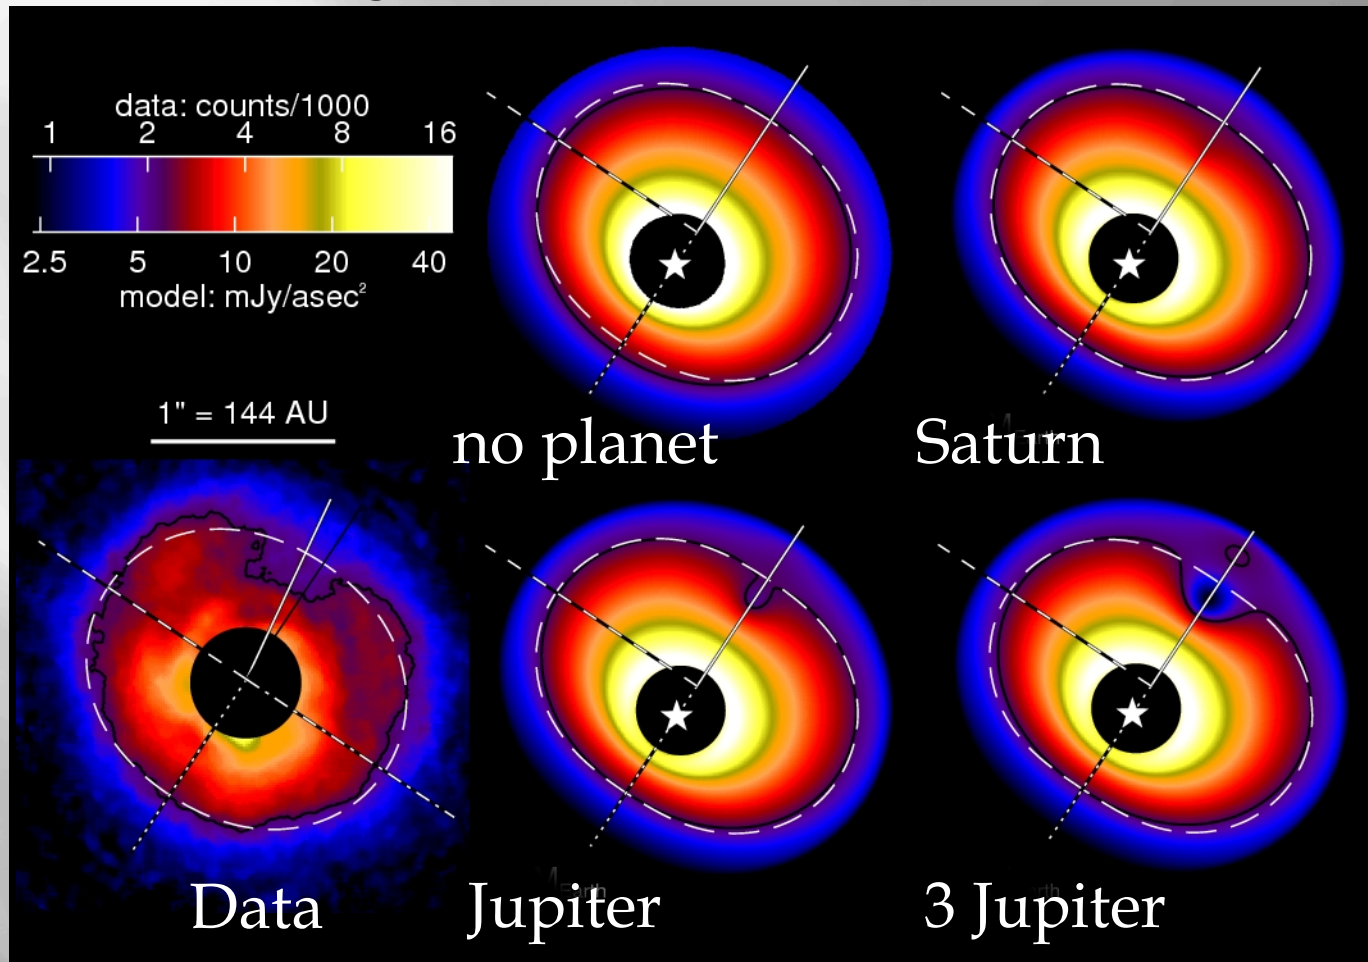 data: counts/1000
1 2 4 8 16
2.5 5 10 20 40
model: mJy/asec²
1" = 144 AU
no planet
Saturn
Data
Jupiter
3 Jupiter